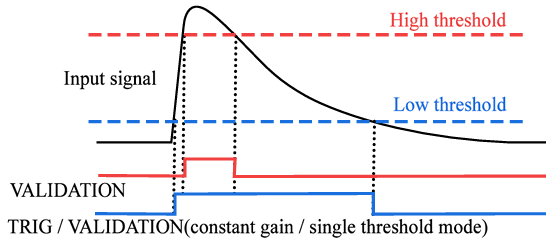 High threshold
Input signal
Low threshold
VALIDATION
TRIG / VALIDATION(constant gain / single threshold mode)